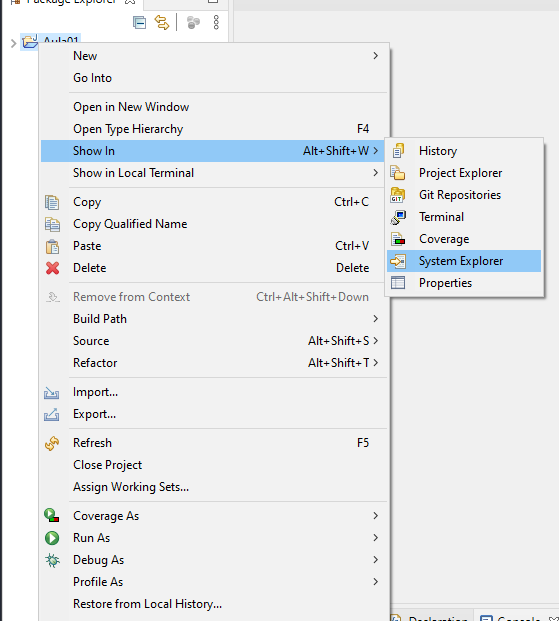 Package Explorer
Aula01
New
Go Into
Open in New Window
Open Type Hierarchy F4
Show In Alt+Shift+W
Show in Local Terminal
Copy Ctrl+C
Copy Qualified Name
Paste Ctrl+V
Delete Delete
Remove from Context Ctrl+Alt+Shift+Down
Build Path
Source Alt+Shift+S
Refactor Alt+Shift+T
Import...
Export...
Refresh F5
Close Project
Assign Working Sets...
Coverage As
Run As
Debug As
Profile As
Restore from Local History...
History
Project Explorer
GIT Git Repositories
Terminal
Coverage
System Explorer
Properties
Declaration Console